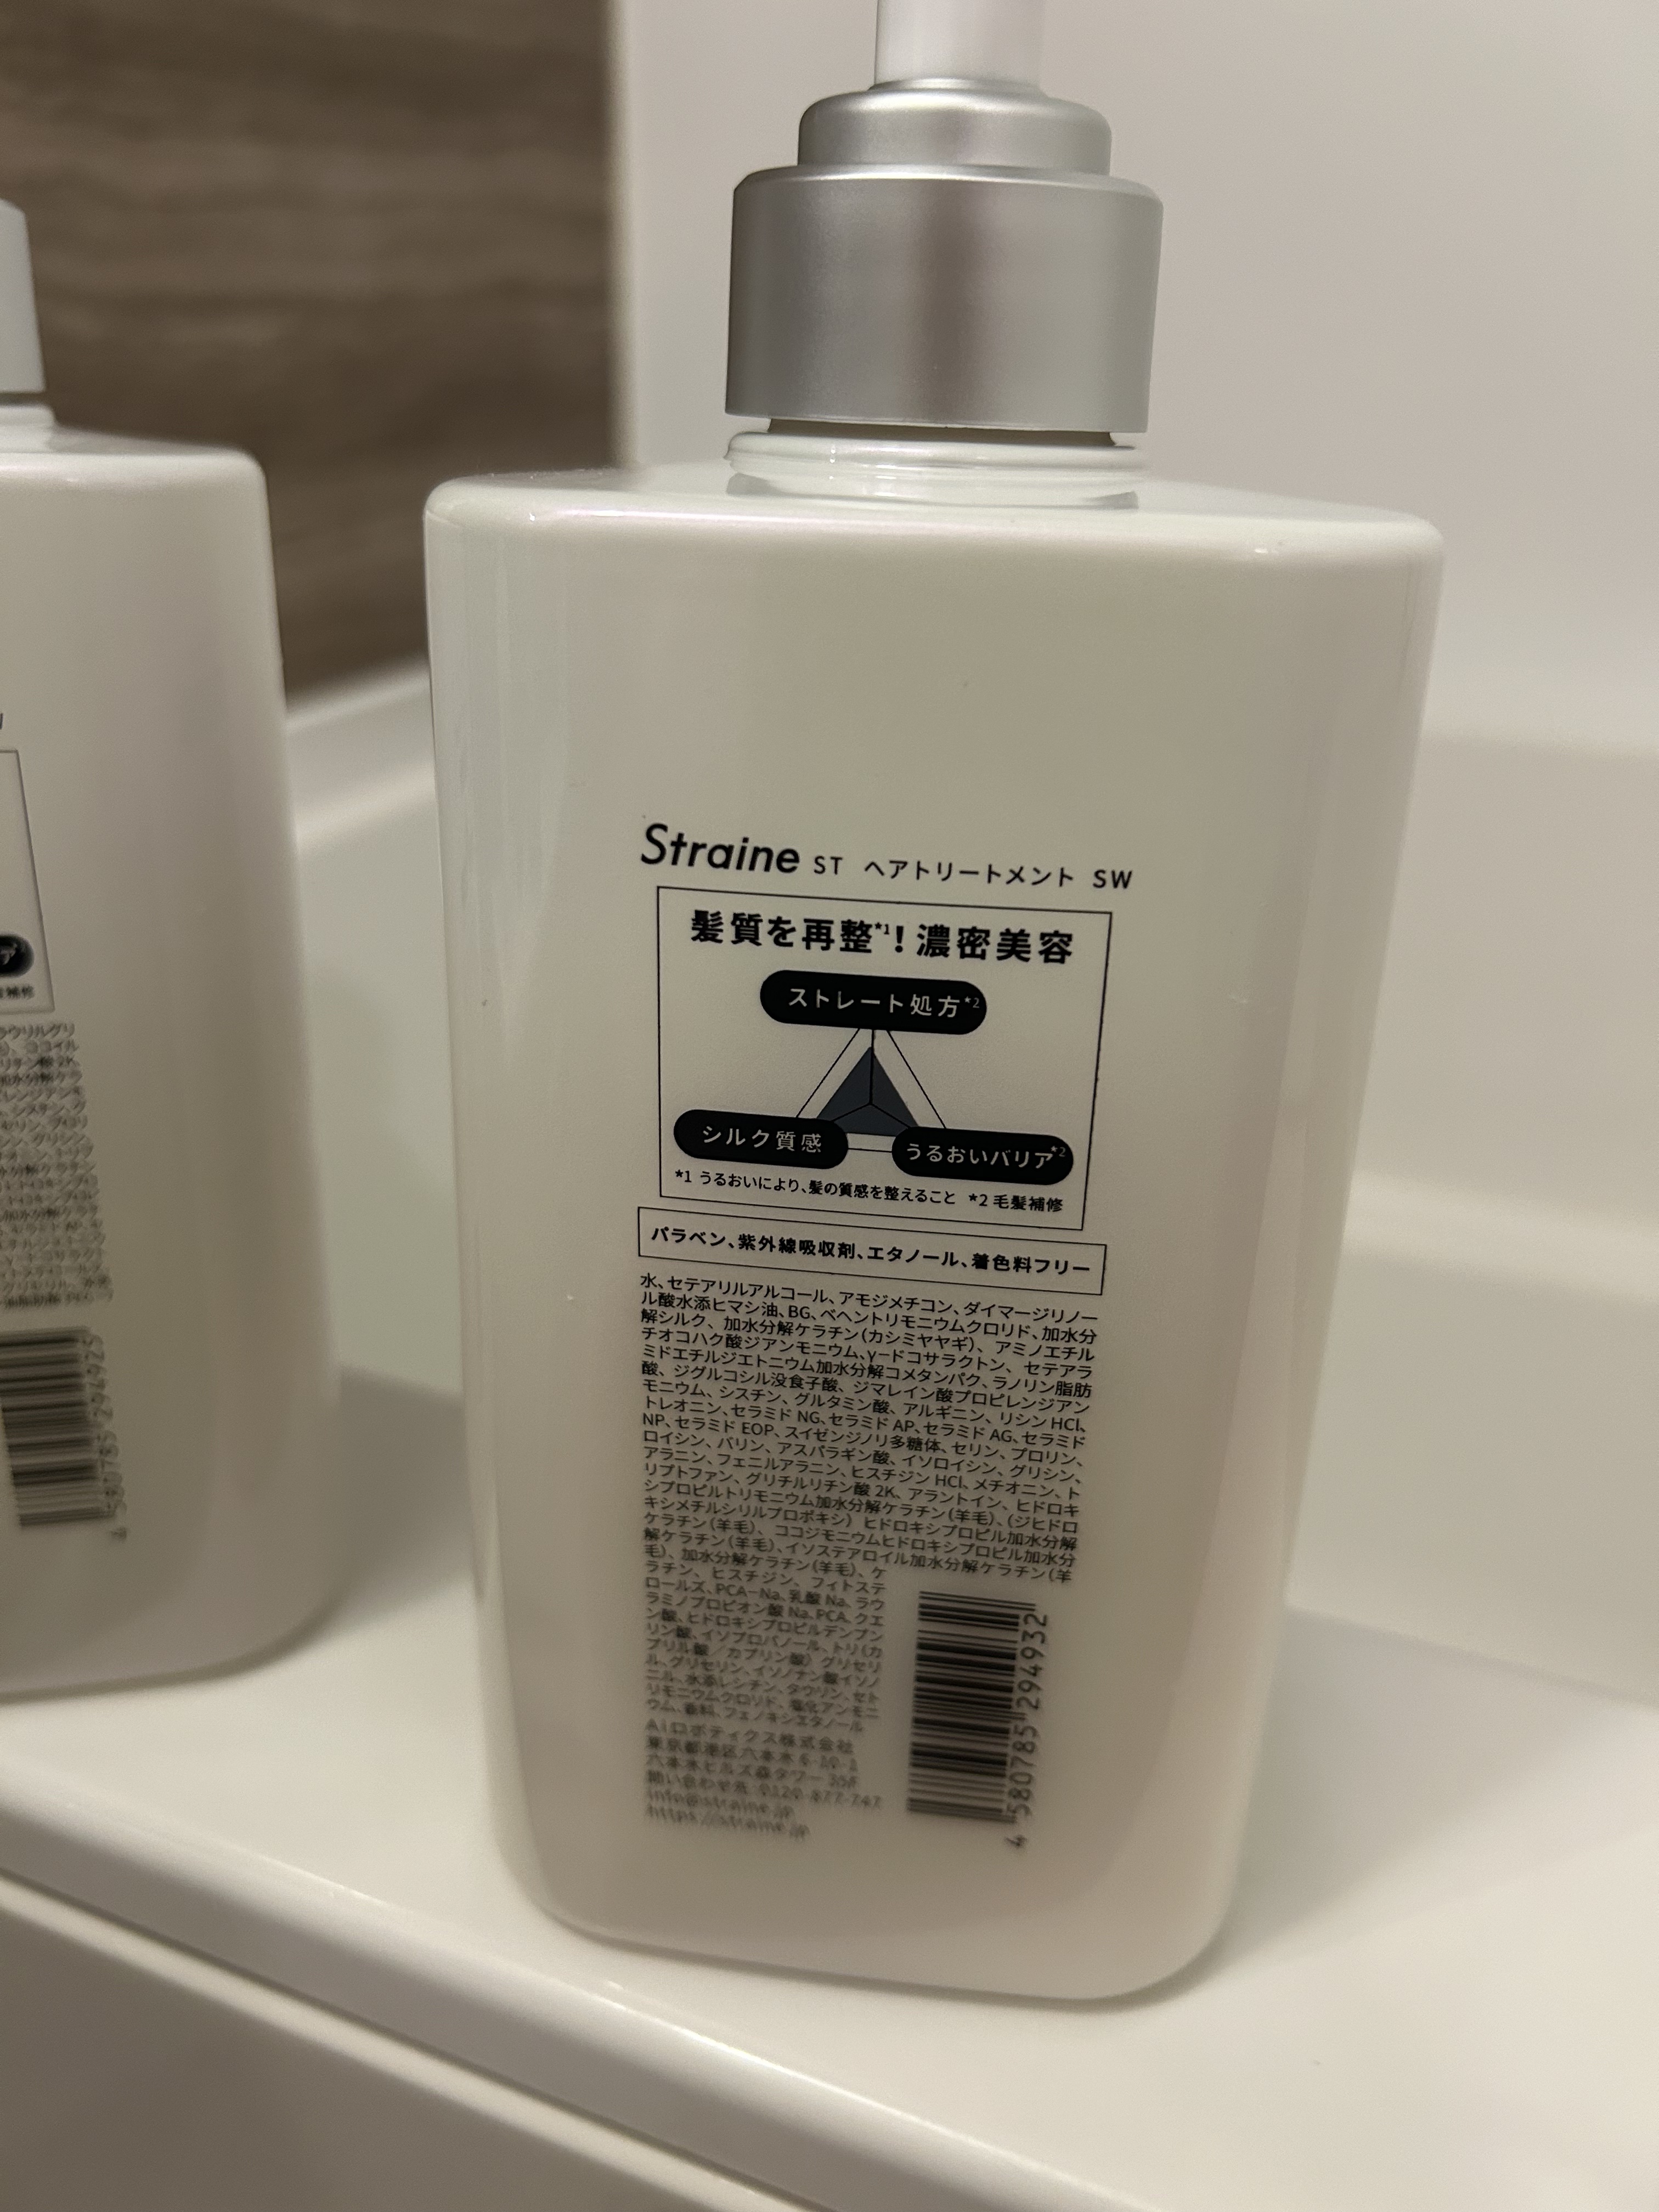 Straine ST ヘアトリートメント SW
髪質を再整*1！濃密美容
ストレート処方*2
シルク質感
うるおいバリア*2
*1 うるおいにより、髪の質感を整えること *2 毛髪補修
パラベン、紫外線吸収剤、エタノール、着色料フリー
水、セテアリルアルコール、アモジメチコン、ダイマージリノー
ル酸水添ヒマシ油、BG、ベヘントリモニウムクロリド、加水分
解シルク、加水分解ケラチン（カシミヤヤギ）、アミノエチル
チオコハク酸ジアンモニウム、γ-ドコサラクトン、セテアラ
ミドエチルジエトニウム加水分解コメタンパク、ラノリン脂肪
酸、ジグルコシル没食子酸、ジマレイン酸プロピレンジアン
モニウム、シスチン、グルタミン酸、アルギニン、リシンHCl、
トレオニン、セラミドNG、セラミドAP、セラミドAG、セラミド
NP、セラミドEOP、スイゼンジノリ多糖体、セリン、プロリン、
ロイシン、バリン、アスパラギン酸、イソロイシン、グリシン、
アラニン、フェニルアラニン、ヒスチジンHCl、メチオニン、ト
リプトファン、グリチルリチン酸2K、アラントイン、ヒドロキ
シプロピルトリモニウム加水分解ケラチン（羊毛）、（ジヒドロ
キシメチルシリルプロポキシ）ヒドロキシプロピル加水分解
ケラチン（羊毛）、ココジモニウムヒドロキシプロピル加水分
解ケラチン（羊毛）、イソステアロイル加水分解ケラチン（羊
毛）、加水分解ケラチン（羊毛）、ケ
ラチン、ヒスチジン、フィトステ
ロールズ、PCA-Na、乳酸Na、ラウ
ラミノプロピオン酸Na、PCA、クエ
ン酸、ヒドロキシプロピルデンプン
リン酸、イソプロパノール、トリ（カ
プリル酸／カプリン酸）グリセリ
ル、グリセリン、イソノナン酸イソノ
ニル、水添レシチン、タウリン、セト
リモニウムクロリド、塩化アンモニ
ウム、香料、フェノキシエタノール
AIロボティクス株式会社
東京都港区六本木6-10-1
六本木ヒルズ森タワー 35F
問い合わせ先:0120-877-747
info@straine.jp
https://straine.jp
4 580785 294932